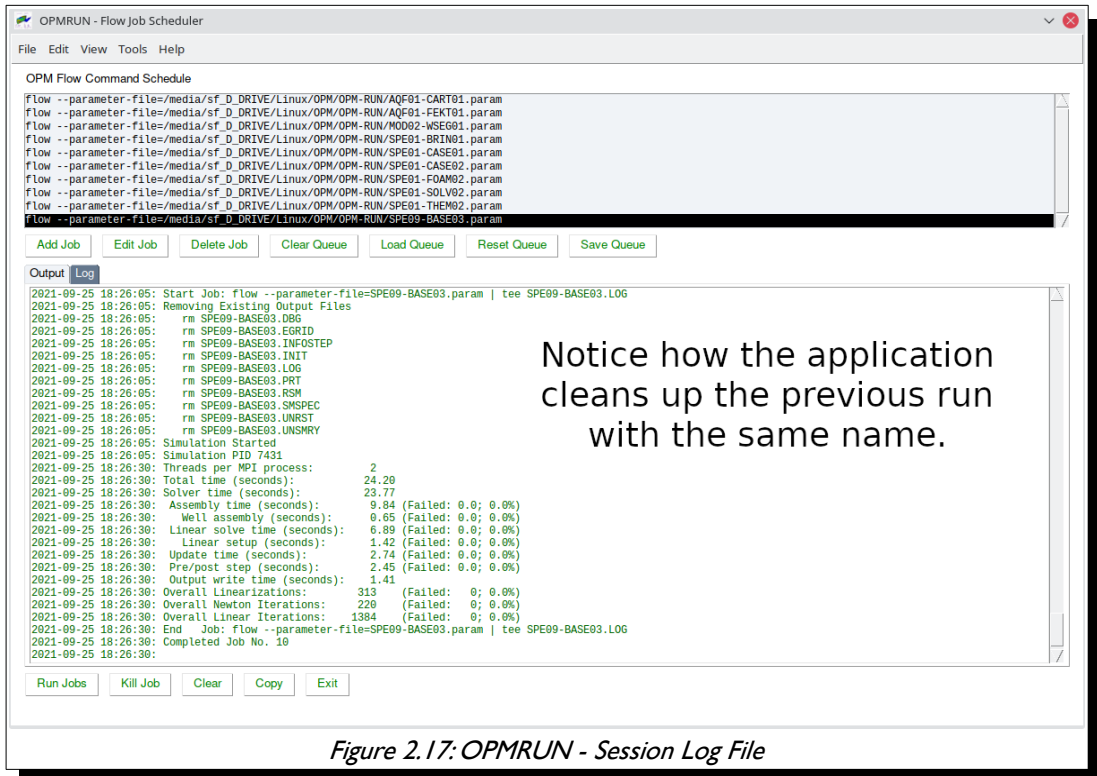 OPMRUN - Flow Job Scheduler
File Edit View Tools Help
OPM Flow Command Schedule
flow --parameter-file=/media/sf_D_DRIVE/Linux/OPM/OPM-RUN/AQF01-CART01.param
flow --parameter-file=/media/sf_D_DRIVE/Linux/OPM/OPM-RUN/AQF01-FEKT01.param
flow --parameter-file=/media/sf_D_DRIVE/Linux/OPM/OPM-RUN/MOD02-WSEG01.param
flow --parameter-file=/media/sf_D_DRIVE/Linux/OPM/OPM-RUN/SPE01-BRIN01.param
flow --parameter-file=/media/sf_D_DRIVE/Linux/OPM/OPM-RUN/SPE01-CASE01.param
flow --parameter-file=/media/sf_D_DRIVE/Linux/OPM/OPM-RUN/SPE01-CASE02.param
flow --parameter-file=/media/sf_D_DRIVE/Linux/OPM/OPM-RUN/SPE01-FOAM02.param
flow --parameter-file=/media/sf_D_DRIVE/Linux/OPM/OPM-RUN/SPE01-SOLV02.param
flow --parameter-file=/media/sf_D_DRIVE/Linux/OPM/OPM-RUN/SPE01-THEM02.param
flow --parameter-file=/media/sf_D_DRIVE/Linux/OPM/OPM-RUN/SPE09-BASE03.param
Add Job Edit Job Delete Job Clear Queue Load Queue Reset Queue Save Queue
Output Log
2021-09-25 18:26:05: Start Job: flow --parameter-file=SPE09-BASE03.param | tee SPE09-BASE03.LOG
2021-09-25 18:26:05: Removing Existing Output Files
2021-09-25 18:26:05: rm SPE09-BASE03.DBG
2021-09-25 18:26:05: rm SPE09-BASE03.EGRID
2021-09-25 18:26:05: rm SPE09-BASE03.INFOSTEP
2021-09-25 18:26:05: rm SPE09-BASE03.INIT
2021-09-25 18:26:05: rm SPE09-BASE03.LOG
2021-09-25 18:26:05: rm SPE09-BASE03.PRT
2021-09-25 18:26:05: rm SPE09-BASE03.RSM
2021-09-25 18:26:05: rm SPE09-BASE03.SMSPEC
2021-09-25 18:26:05: rm SPE09-BASE03.UNRST
2021-09-25 18:26:05: rm SPE09-BASE03.UNSMRY
2021-09-25 18:26:05: Simulation Started
2021-09-25 18:26:05: Simulation PID 7431
2021-09-25 18:26:30: Threads per MPI process: 2
2021-09-25 18:26:30: Total time (seconds): 24.20
2021-09-25 18:26:30: Solver time (seconds): 23.77
2021-09-25 18:26:30: Assembly time (seconds): 9.84 (Failed: 0.0; 0.0%)
2021-09-25 18:26:30: Well assembly (seconds): 0.65 (Failed: 0.0; 0.0%)
2021-09-25 18:26:30: Linear solve time (seconds): 6.89 (Failed: 0.0; 0.0%)
2021-09-25 18:26:30: Linear setup (seconds): 1.42 (Failed: 0.0; 0.0%)
2021-09-25 18:26:30: Update time (seconds): 2.74 (Failed: 0.0; 0.0%)
2021-09-25 18:26:30: Pre/post step (seconds): 2.45 (Failed: 0.0; 0.0%)
2021-09-25 18:26:30: Output write time (seconds): 1.41
2021-09-25 18:26:30: Overall Linearizations: 313 (Failed: 0; 0.0%)
2021-09-25 18:26:30: Overall Newton Iterations: 220 (Failed: 0; 0.0%)
2021-09-25 18:26:30: Overall Linear Iterations: 1384 (Failed: 0; 0.0%)
2021-09-25 18:26:30: End Job: flow --parameter-file=SPE09-BASE03.param | tee SPE09-BASE03.LOG
2021-09-25 18:26:30: Completed Job No. 10
2021-09-25 18:26:30:
Notice how the application
cleans up the previous run
with the same name.
Run Jobs Kill Job Clear Copy Exit
Figure 2.17: OPMRUN - Session Log File